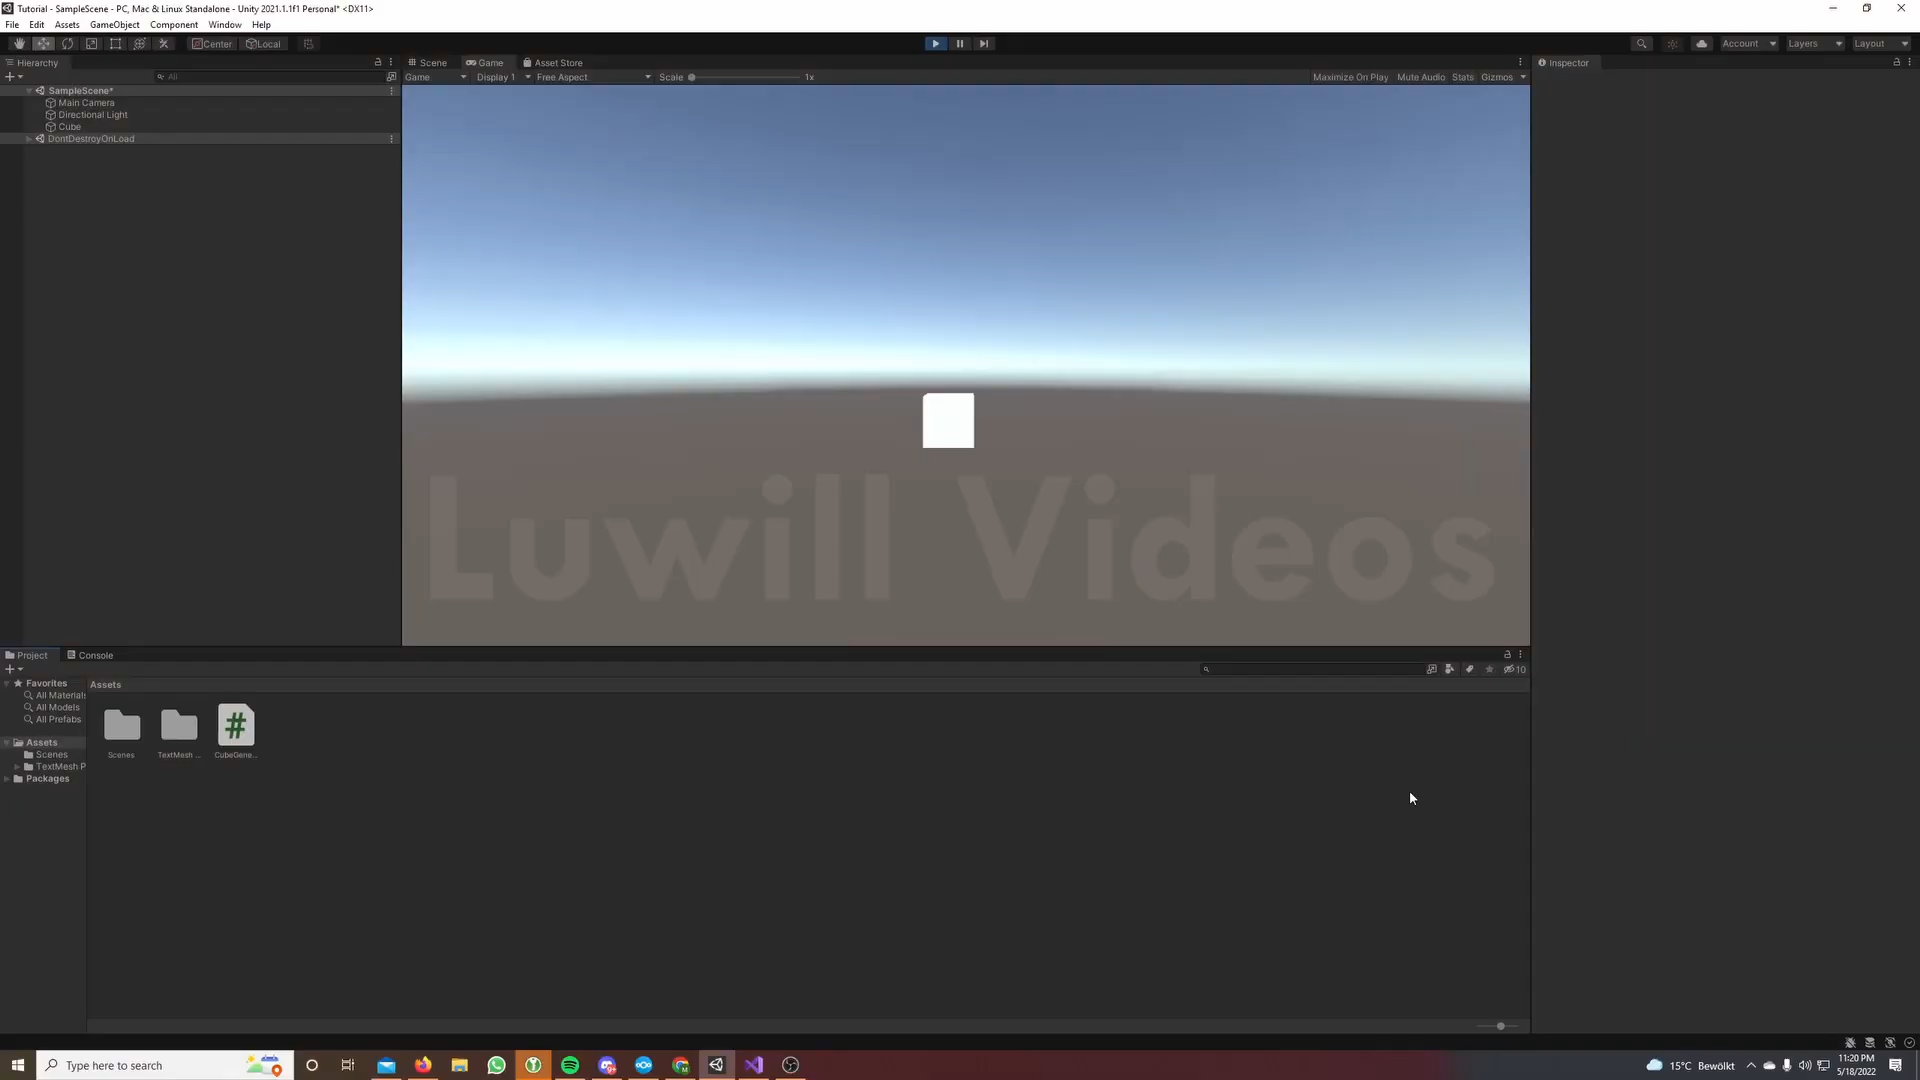 Tutorial - SampleScene - PC, Mac & Linux Standalone - Unity 2021.1.1f1 Personal* <DX11>
File Edit Assets GameObject Component Window Help
Center Local Account Layers Layout
Hierarchy Scene Game Asset Store Inspector
All Game Display 1 Free Aspect Scale 1x Maximize On Play Mute Audio Stats Gizmos
SampleScene*
Main Camera
Directional Light
Cube
DontDestroyOnLoad
Luwill Videos
Project Console
10
Favorites
All Materials
All Models
All Prefabs
Assets
Scenes
TextMesh P
Packages
Assets
Scenes TextMesh ... CubeGene...
Type here to search
15°C Bewölkt
11:20 PM
5/18/2022